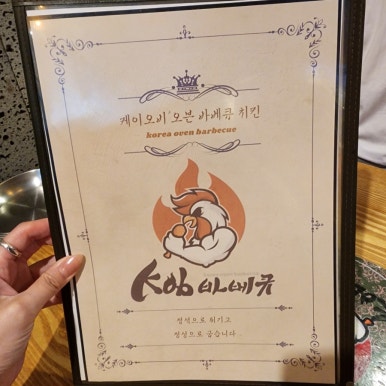 케이오비 오븐 바베큐 치킨
korea oven barbecue
Kob 바베큐
정성으로 튀기고
정성으로 굽습니다